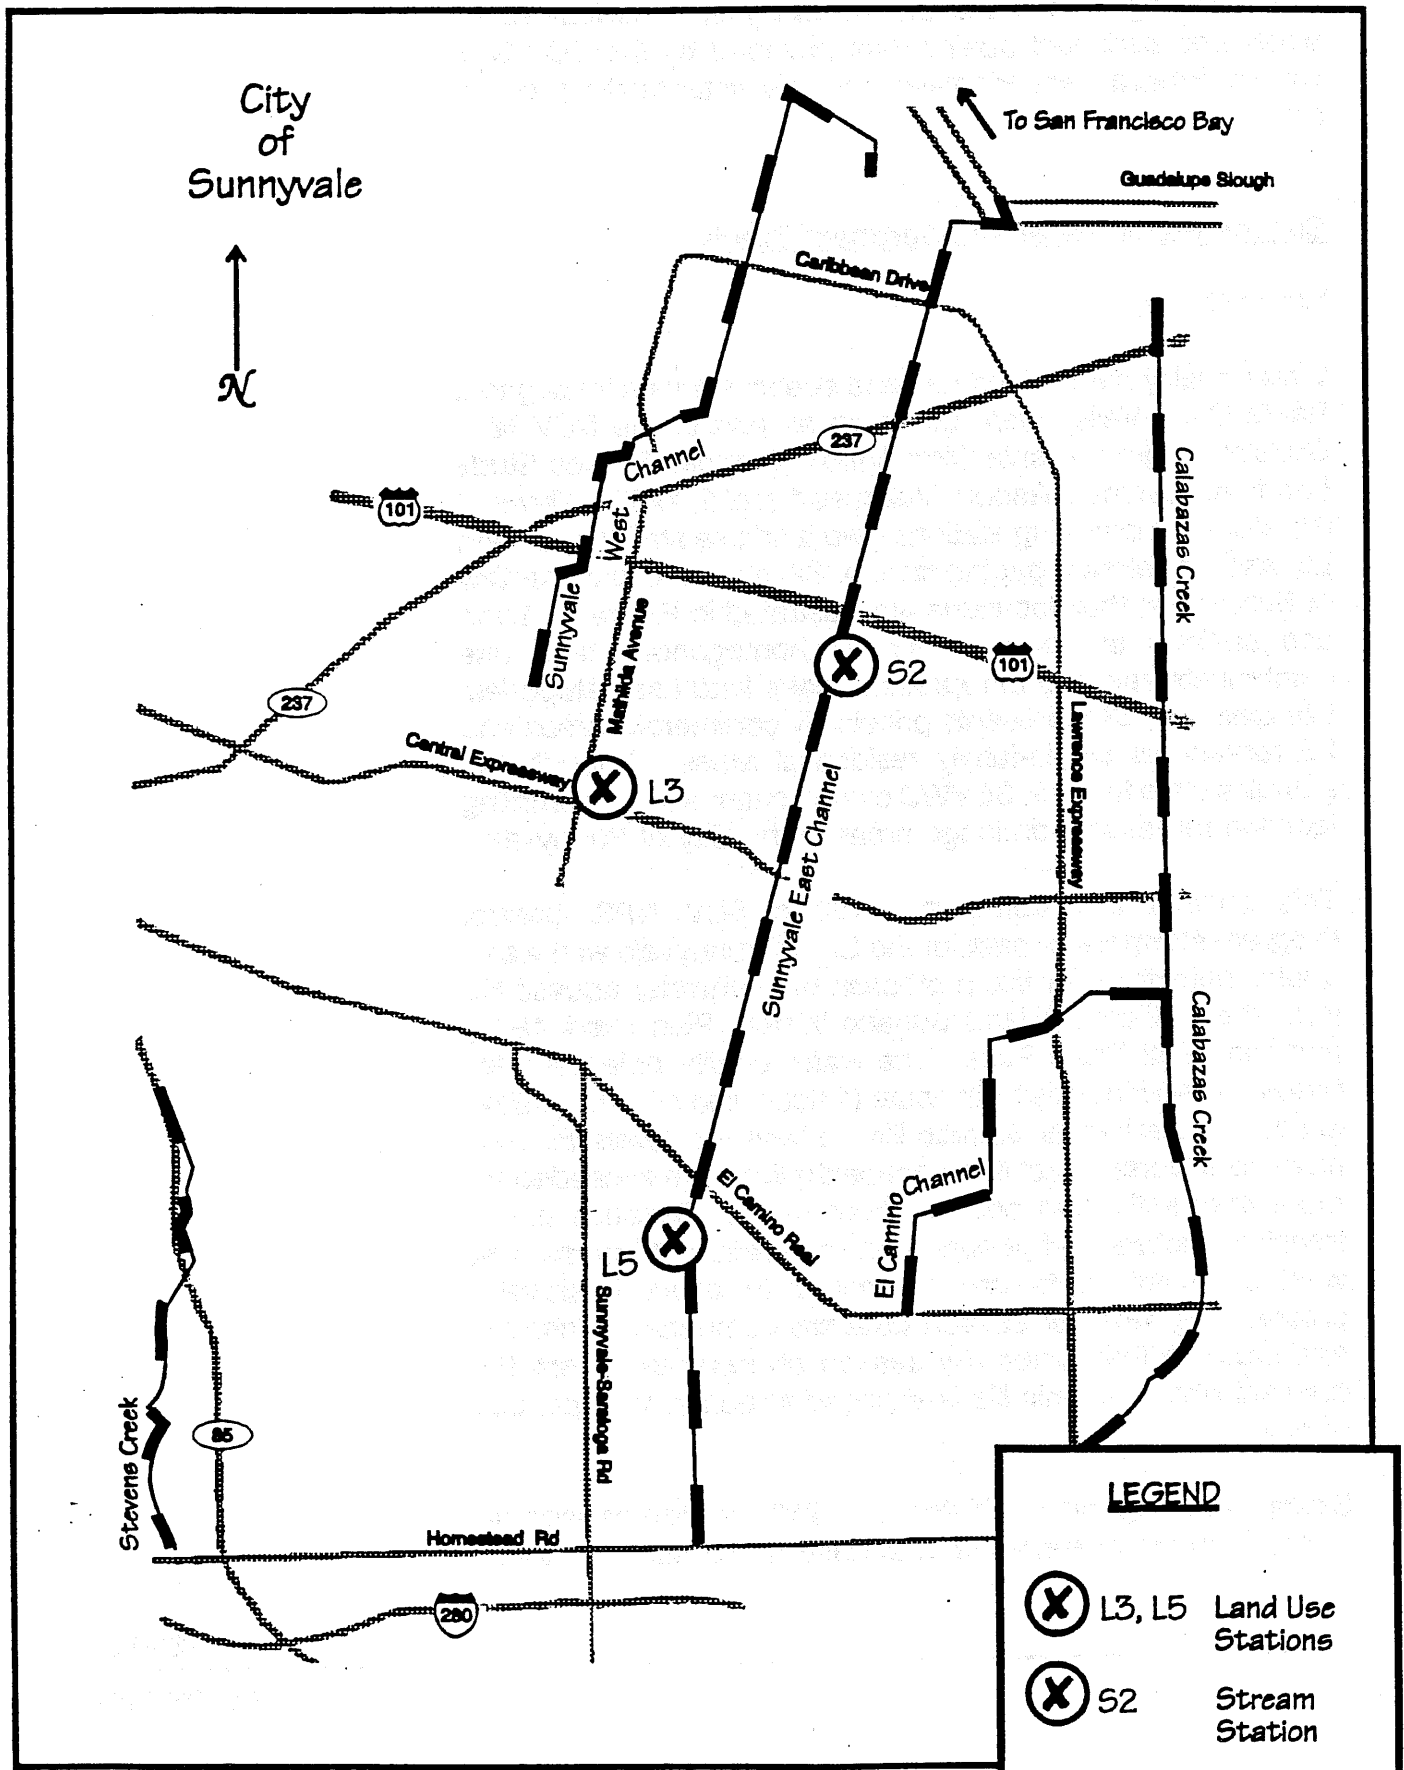 City
of
Sunnyvale
N
To San Francisco Bay
Guadalupe Slough
Caribbean Drive
237
Channel
101
West
Sunnyvale
Mathilda Avenue
Calabazas Creek
S2
101
237
Central Expressway
L3
Lawrence Expressway
Sunnyvale East Channel
Calabazas Creek
El Camino Real
El Camino
Channel
L5
Sunnyvale-Saratoga Rd
Stevens Creek
85
Homestead Rd
280
LEGEND
L3, L5 Land Use
Stations
S2 Stream
Station